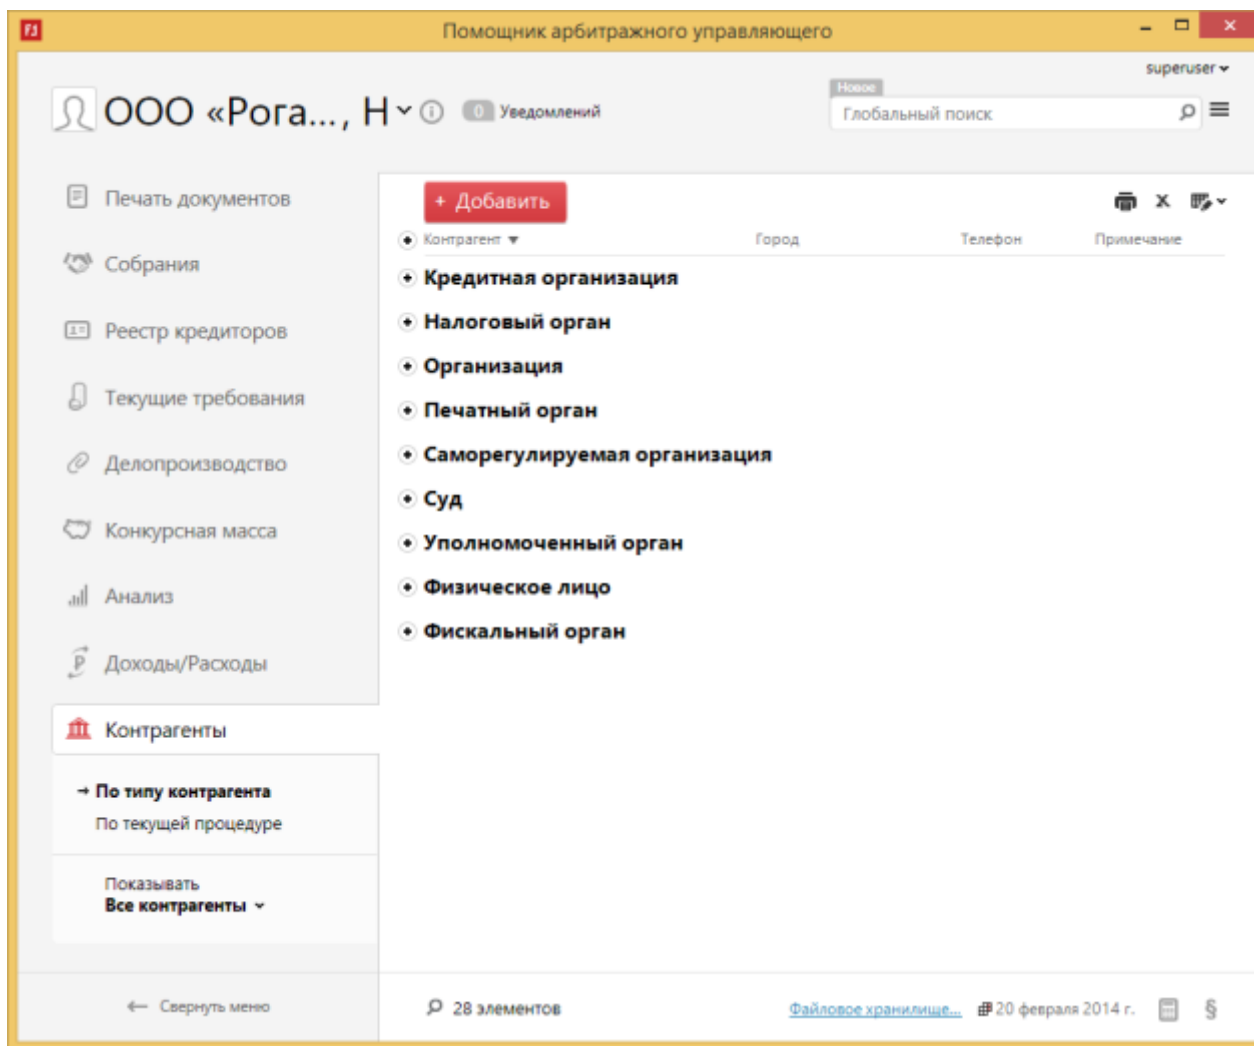 Помощник арбитражного управляющего
superuser
ООО «Рога..., Н
0 Уведомлений
Новое
Глобальный поиск
Печать документов
Собрания
Реестр кредиторов
Текущие требования
Делопроизводство
Конкурсная масса
Анализ
Доходы/Расходы
Контрагенты
→ По типу контрагента
По текущей процедуре
Показывать
Все контрагенты
← Свернуть меню
+ Добавить
Контрагент ▼ Город Телефон Примечание
Кредитная организация
Налоговый орган
Организация
Печатный орган
Саморегулируемая организация
Суд
Уполномоченный орган
Физическое лицо
Фискальный орган
28 элементов
Файловое хранилище...
20 февраля 2014 г.
§